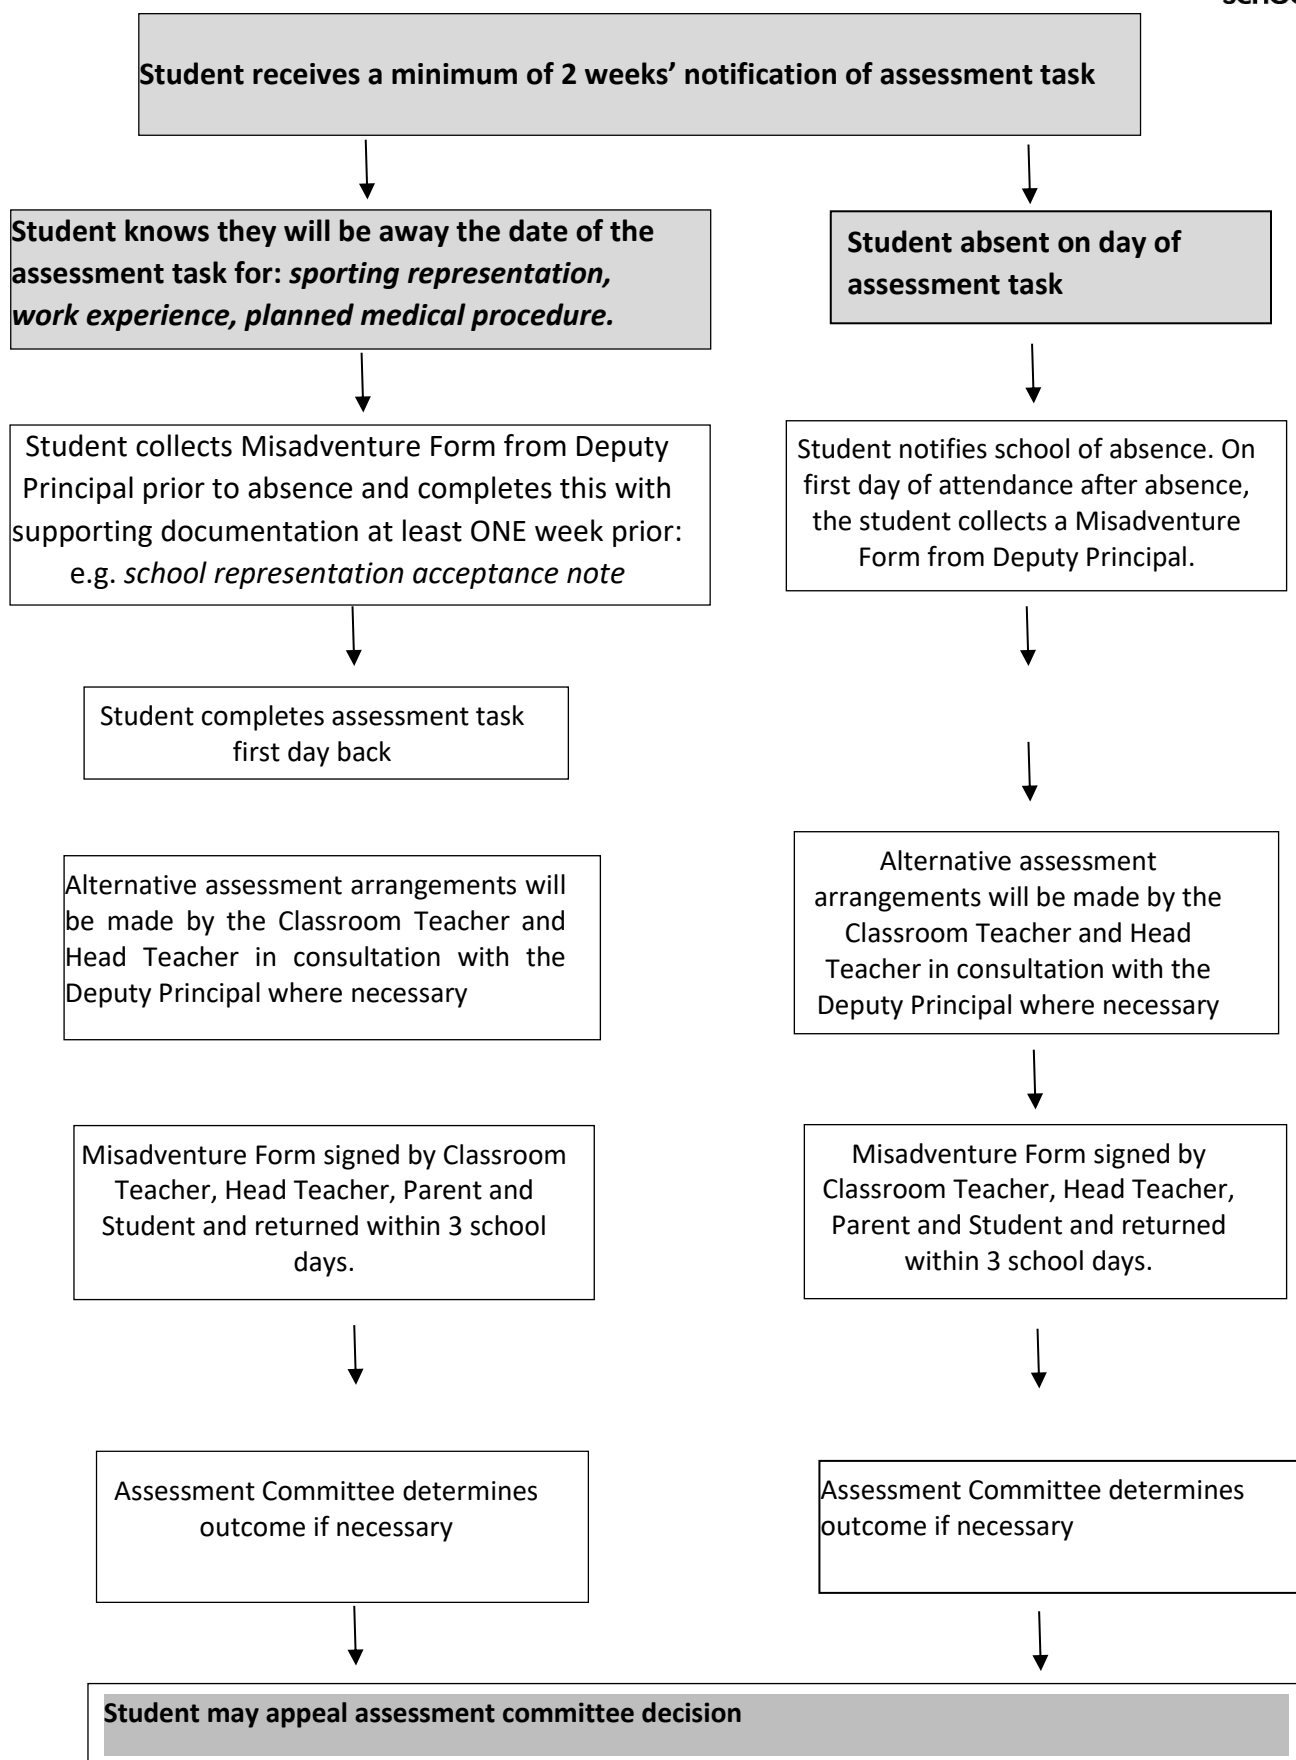 Student receives a minimum of 2 weeks’ notification of assessment task
Student knows they will be away the date of the
assessment task for: sporting representation,
work experience, planned medical procedure.
Student absent on day of
assessment task
Student collects Misadventure Form from Deputy
Principal prior to absence and completes this with
supporting documentation at least ONE week prior:
e.g. school representation acceptance note
Student notifies school of absence. On
first day of attendance after absence,
the student collects a Misadventure
Form from Deputy Principal.
Student completes assessment task
first day back
Alternative assessment arrangements will
be made by the Classroom Teacher and
Head Teacher in consultation with the
Deputy Principal where necessary
Alternative assessment
arrangements will be made by the
Classroom Teacher and Head
Teacher in consultation with the
Deputy Principal where necessary
Misadventure Form signed by Classroom
Teacher, Head Teacher, Parent and
Student and returned within 3 school
days.
Misadventure Form signed by
Classroom Teacher, Head Teacher,
Parent and Student and returned
within 3 school days.
Assessment Committee determines
outcome if necessary
Assessment Committee determines
outcome if necessary
Student may appeal assessment committee decision